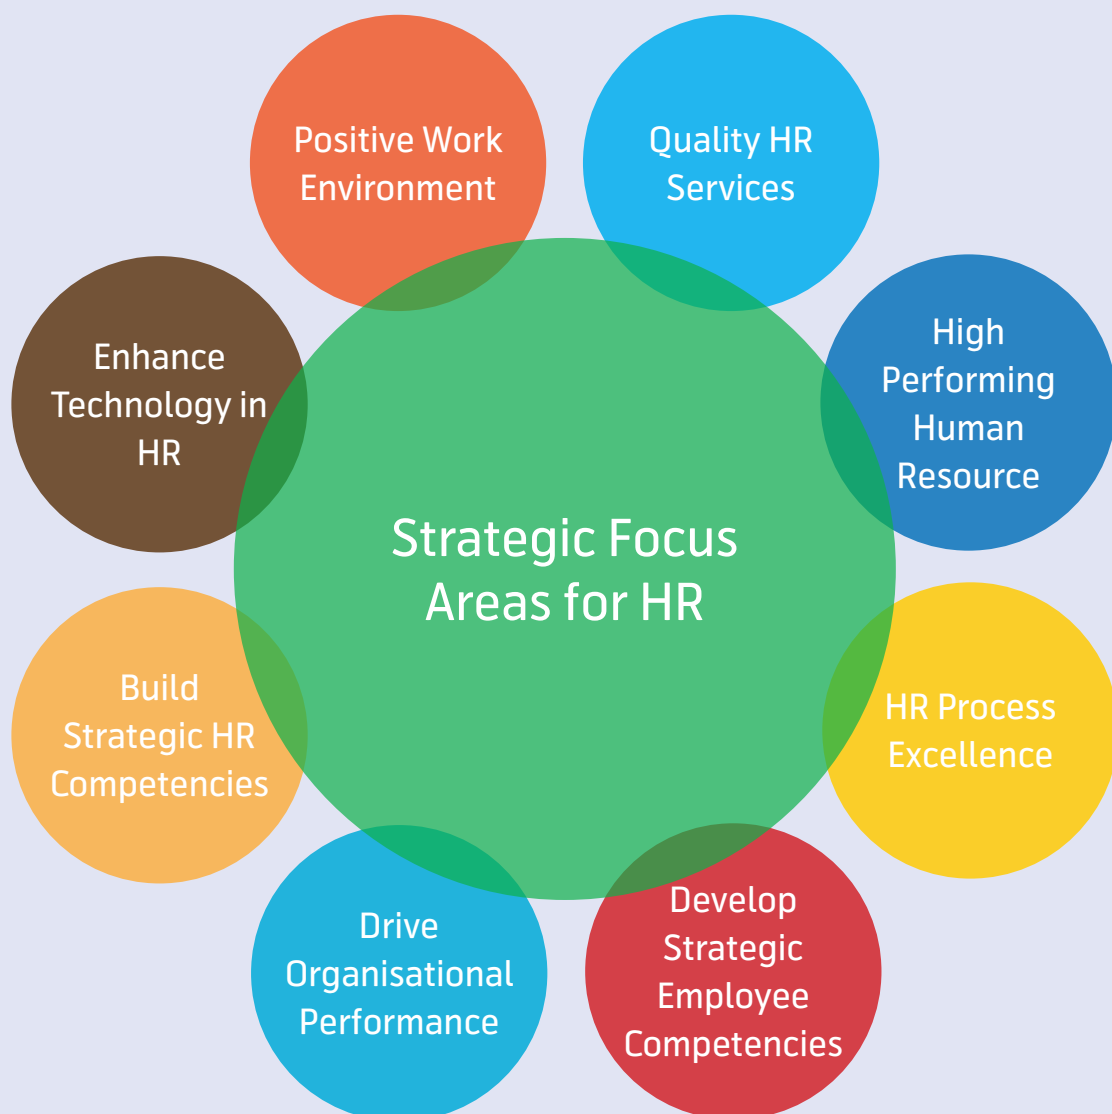 Positive Work
Environment
Quality HR
Services
High
Performing
Human
Resource
HR Process
Excellence
Develop
Strategic
Employee
Competencies
Drive
Organisational
Performance
Build
Strategic HR
Competencies
Enhance
Technology in
HR
Strategic Focus
Areas for HR